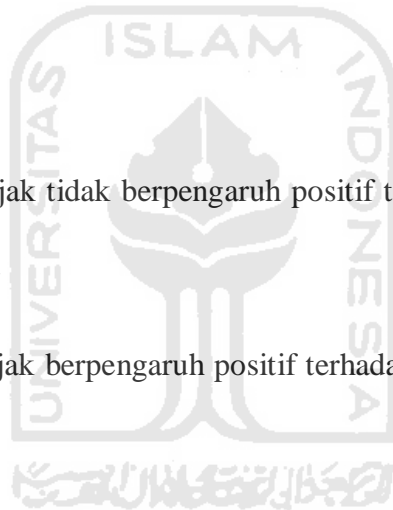 ISLAM
UNIVERSITAS
INDONESIA
jak tidak berpengaruh positif t
jak berpengaruh positif terhada